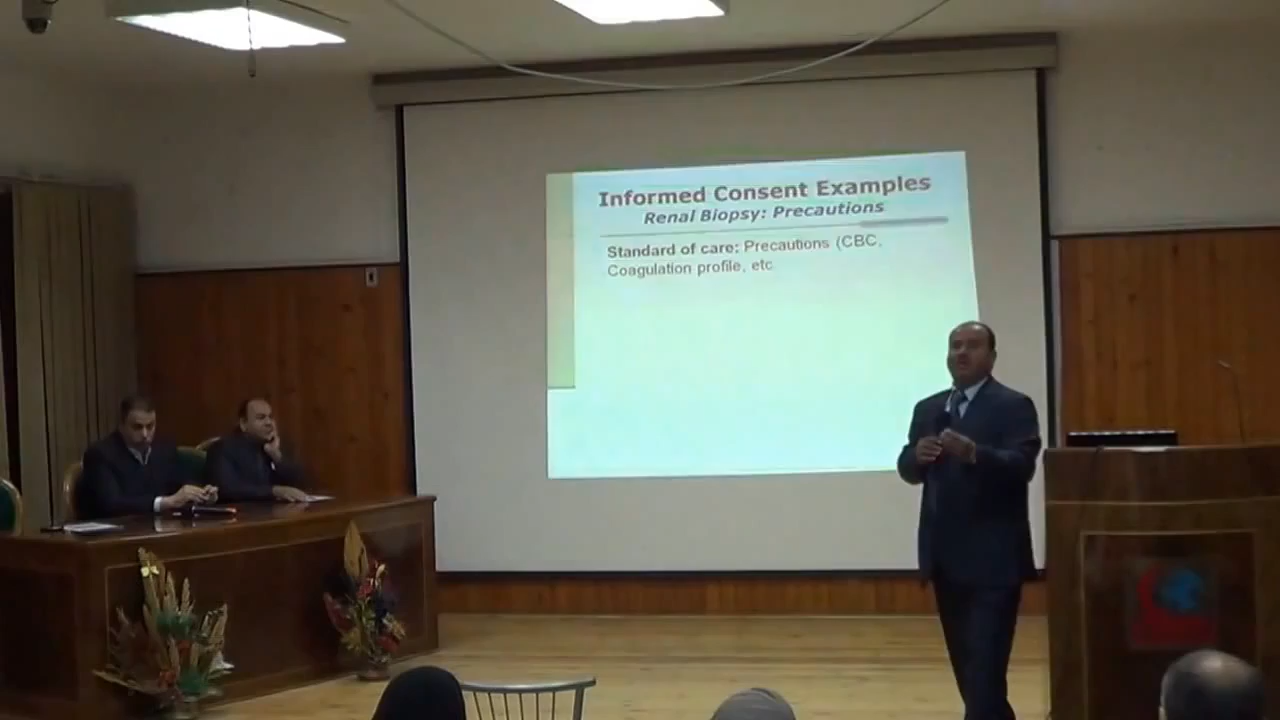 Informed Consent Examples
Renal Biopsy: Precautions
Standard of care: Precautions (CBC,
Coagulation profile, etc